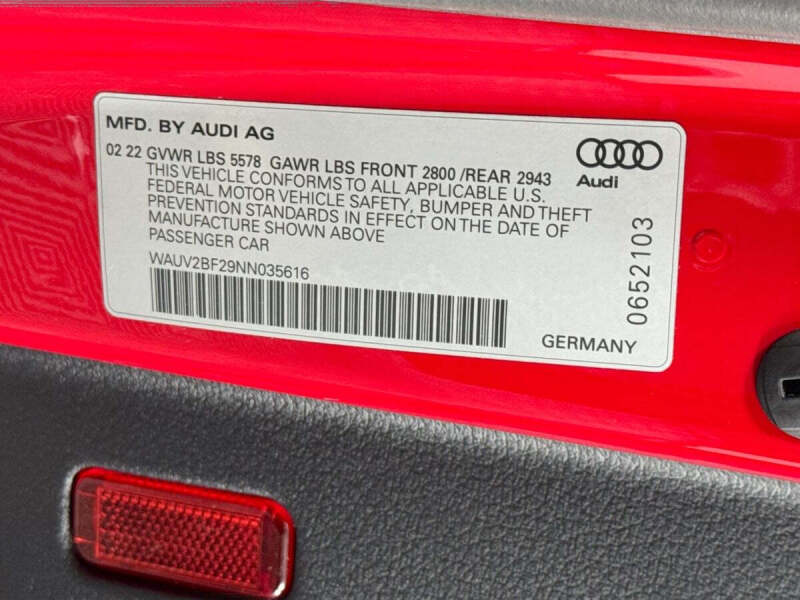 MFD. BY AUDI AG
02 22 GVWR LBS 5578 GAWR LBS FRONT 2800 /REAR 2943
THIS VEHICLE CONFORMS TO ALL APPLICABLE U.S.
FEDERAL MOTOR VEHICLE SAFETY, BUMPER AND THEFT
PREVENTION STANDARDS IN EFFECT ON THE DATE OF
MANUFACTURE SHOWN ABOVE
PASSENGER CAR
WAUV2BF29NN035616
Audi
0652103
GERMANY